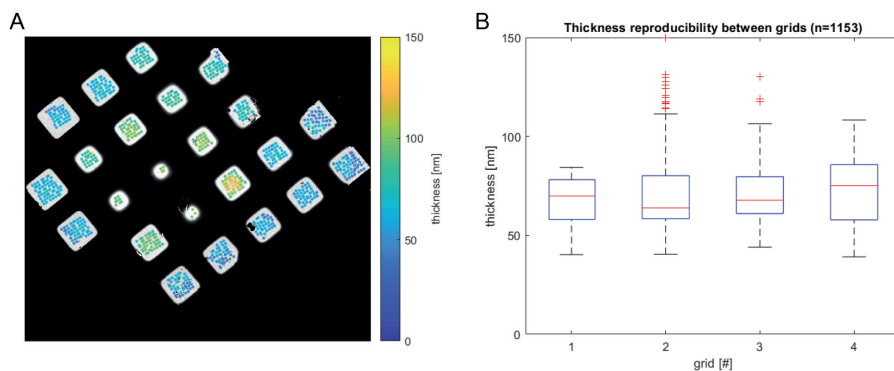 A
150
100
50
0
thickness [nm]
B
Thickness reproducibility between grids (n=1153)
150
100
50
0
thickness [nm]
1 2 3 4
grid [#]